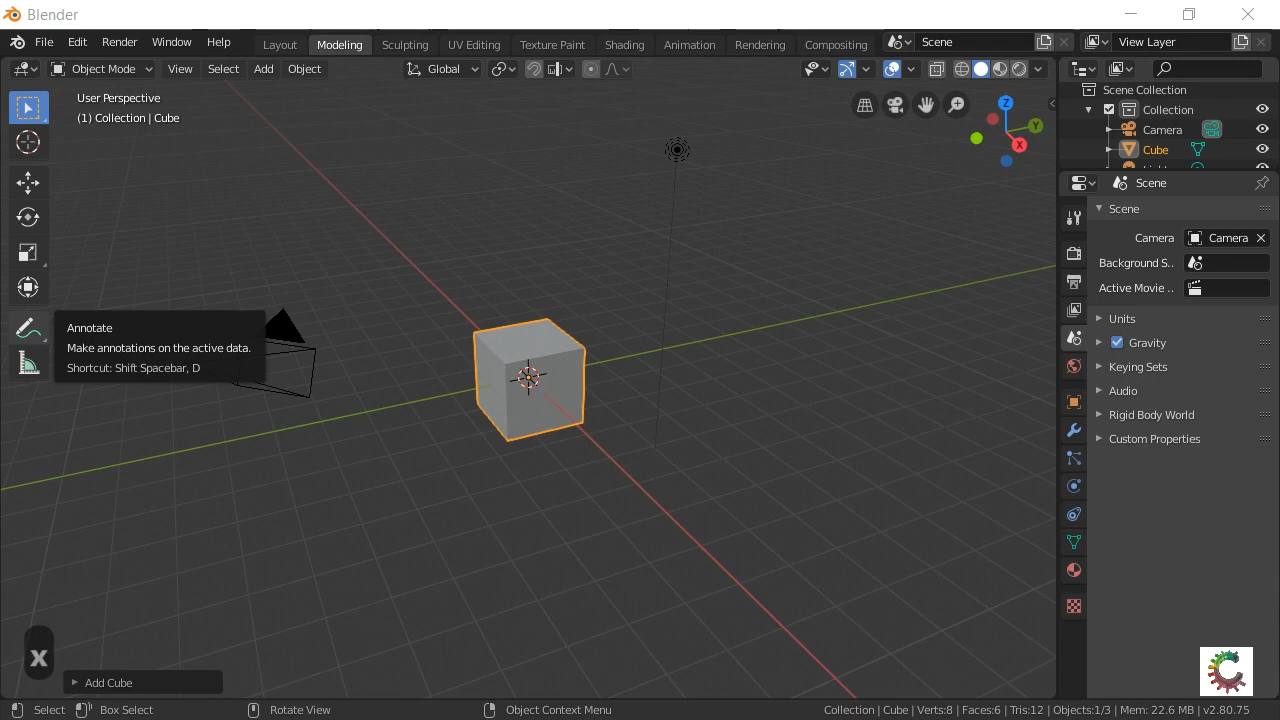 Blender
File Edit Render Window Help Layout Modeling Sculpting UV Editing Texture Paint Shading Animation Rendering Compositing Scene View Layer
Object Mode View Select Add Object Global
User Perspective
(1) Collection | Cube
Z
Y
X
Scene Collection
Collection
Camera
Cube
Scene
Scene
Camera Camera
Background S..
Active Movie ..
Units
Gravity
Keying Sets
Audio
Rigid Body World
Custom Properties
Annotate
Make annotations on the active data.
Shortcut: Shift Spacebar, D
X
Add Cube
Select Box Select Rotate View Object Context Menu Collection | Cube | Verts:8 | Faces:6 | Tris:12 | Objects:1/3 | Mem: 22.6 MB | v2.80.75